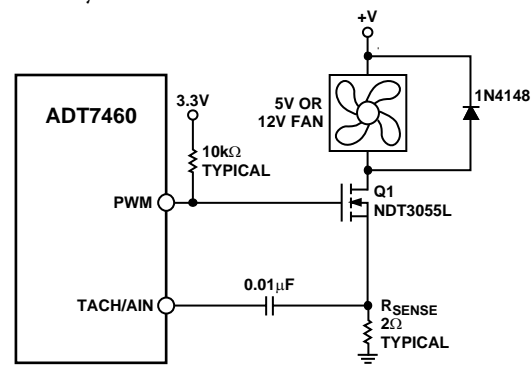 +V
ADT7460
3.3V
5V OR
12V FAN
1N4148
10kΩ
TYPICAL
Q1
NDT3055L
PWM
0.01μF
TACH/AIN
RSENSE
2Ω
TYPICAL